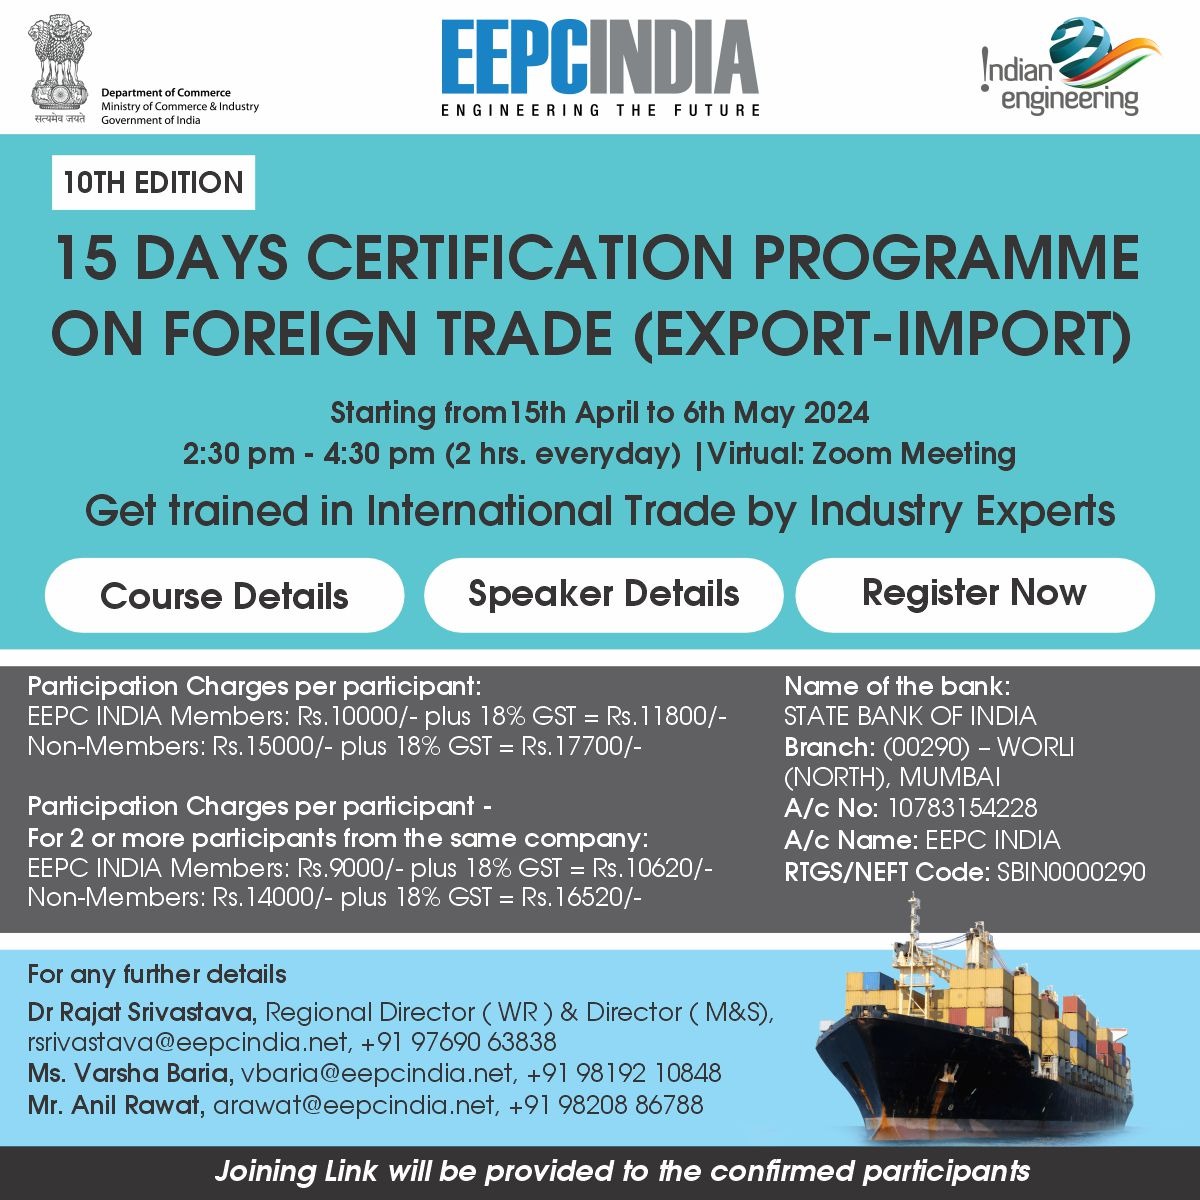 सत्यमेव जयते
Department of Commerce
Ministry of Commerce & Industry
Government of India
EEPCINDIA
ENGINEERING THE FUTURE
Indian
engineering
10TH EDITION
15 DAYS CERTIFICATION PROGRAMME
ON FOREIGN TRADE (EXPORT-IMPORT)
Starting from15th April to 6th May 2024
2:30 pm - 4:30 pm (2 hrs. everyday) |Virtual: Zoom Meeting
Get trained in International Trade by Industry Experts
Course Details
Speaker Details
Register Now
Participation Charges per participant:
EEPC INDIA Members: Rs.10000/- plus 18% GST = Rs.11800/-
Non-Members: Rs.15000/- plus 18% GST = Rs.17700/-
Participation Charges per participant -
For 2 or more participants from the same company:
EEPC INDIA Members: Rs.9000/- plus 18% GST = Rs.10620/-
Non-Members: Rs.14000/- plus 18% GST = Rs.16520/-
Name of the bank:
STATE BANK OF INDIA
Branch: (00290) – WORLI
(NORTH), MUMBAI
A/c No: 10783154228
A/c Name: EEPC INDIA
RTGS/NEFT Code: SBIN0000290
For any further details
Dr Rajat Srivastava, Regional Director ( WR ) & Director ( M&S),
rsrivastava@eepcindia.net, +91 97690 63838
Ms. Varsha Baria, vbaria@eepcindia.net, +91 98192 10848
Mr. Anil Rawat, arawat@eepcindia.net, +91 98208 86788
Joining Link will be provided to the confirmed participants